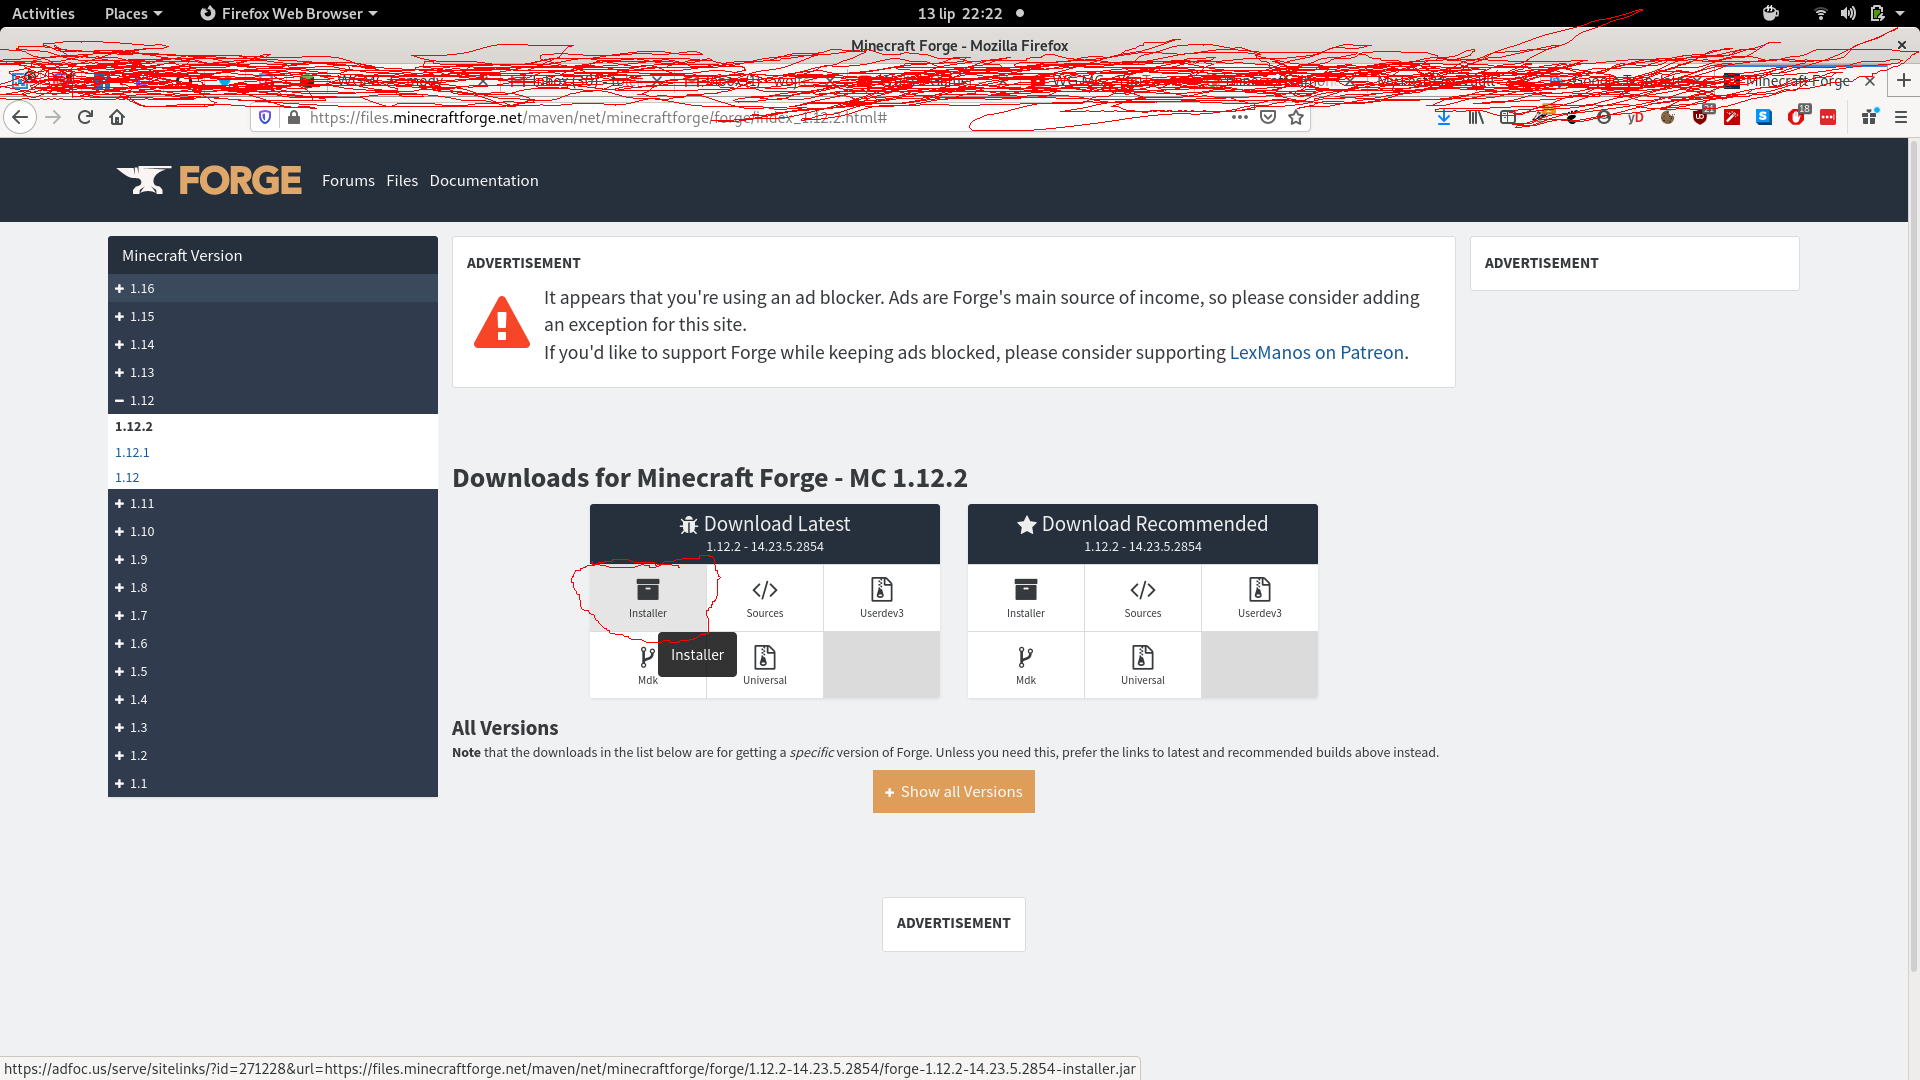 Activities Places Firefox Web Browser 13 lip 22:22
Minecraft Forge - Mozilla Firefox
Minecraft Forge
https://files.minecraftforge.net/maven/net/minecraftforge/forge/index_1.12.2.html#
yD 18
FORGE Forums Files Documentation
Minecraft Version
1.16
1.15
1.14
1.13
1.12
1.12.2
1.12.1
1.12
1.11
1.10
1.9
1.8
1.7
1.6
1.5
1.4
1.3
1.2
1.1
ADVERTISEMENT
It appears that you're using an ad blocker. Ads are Forge's main source of income, so please consider adding
an exception for this site.
If you'd like to support Forge while keeping ads blocked, please consider supporting LexManos on Patreon.
ADVERTISEMENT
Downloads for Minecraft Forge - MC 1.12.2
Download Latest
1.12.2 - 14.23.5.2854
Installer Sources Userdev3
Installer
Mdk Universal
Download Recommended
1.12.2 - 14.23.5.2854
Installer Sources Userdev3
Mdk Universal
All Versions
Note that the downloads in the list below are for getting a specific version of Forge. Unless you need this, prefer the links to latest and recommended builds above instead.
+ Show all Versions
ADVERTISEMENT
https://adfoc.us/serve/sitelinks/?id=271228&url=https://files.minecraftforge.net/maven/net/minecraftforge/forge/1.12.2-14.23.5.2854/forge-1.12.2-14.23.5.2854-installer.jar